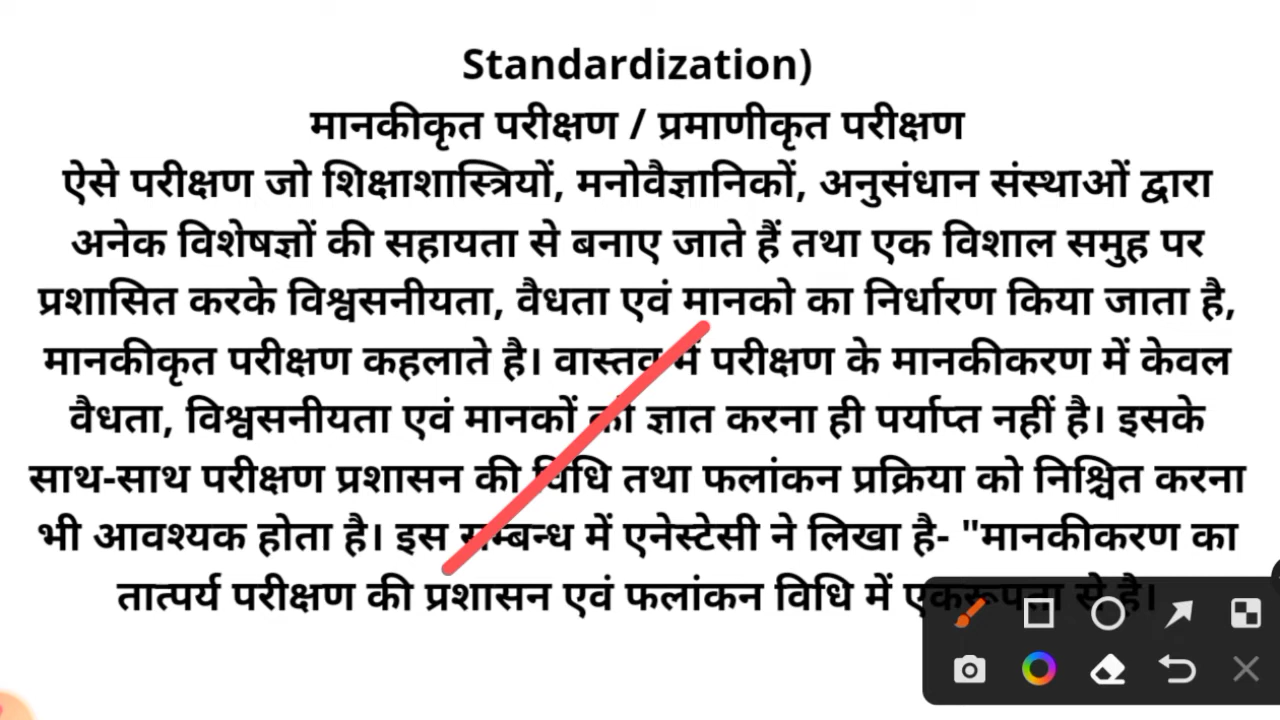 Standardization)
मानकीकृत परीक्षण / प्रमाणीकृत परीक्षण
ऐसे परीक्षण जो शिक्षाशास्त्रियों, मनोवैज्ञानिकों, अनुसंधान संस्थाओं द्वारा
अनेक विशेषज्ञों की सहायता से बनाए जाते हैं तथा एक विशाल समुह पर
प्रशासित करके विश्वसनीयता, वैधता एवं मानको का निर्धारण किया जाता है,
मानकीकृत परीक्षण कहलाते है। वास्तव में परीक्षण के मानकीकरण में केवल
वैधता, विश्वसनीयता एवं मानकों को ज्ञात करना ही पर्याप्त नहीं है। इसके
साथ-साथ परीक्षण प्रशासन की विधि तथा फलांकन प्रक्रिया को निश्चित करना
भी आवश्यक होता है। इस सम्बन्ध में एनेस्टेसी ने लिखा है- "मानकीकरण का
तात्पर्य परीक्षण की प्रशासन एवं फलांकन विधि में एकरूपता से है।